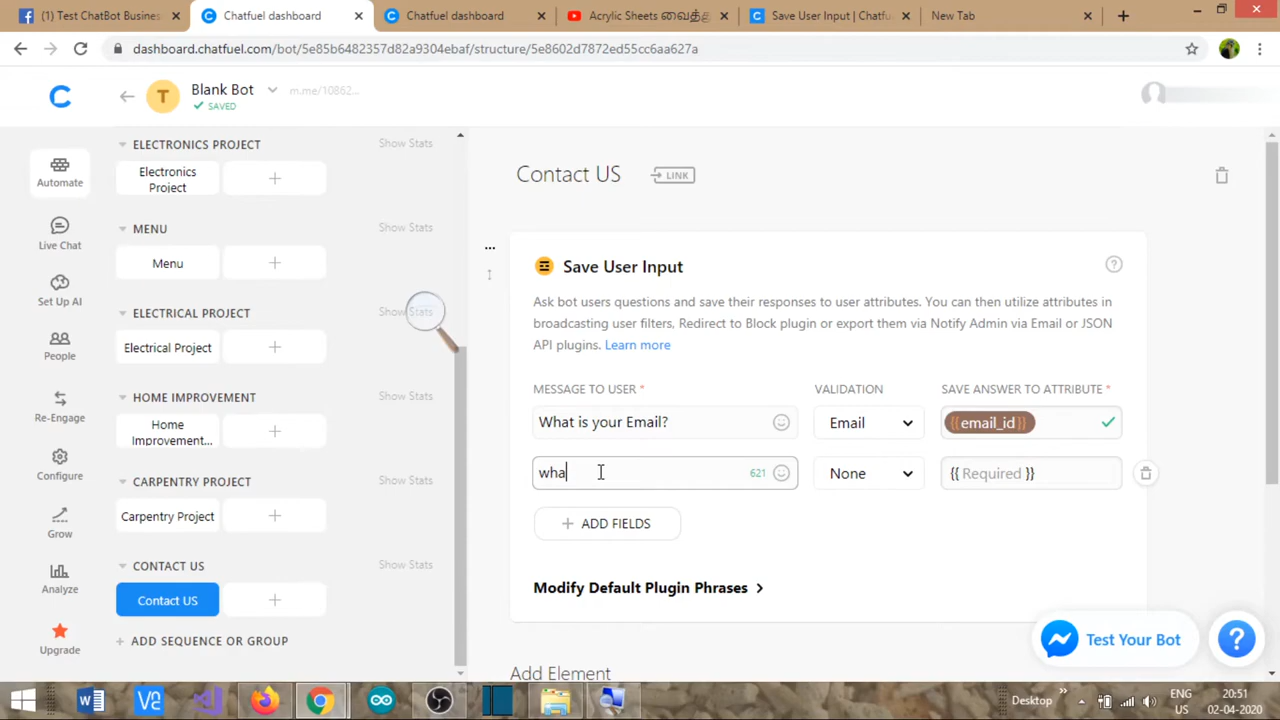 (1) Test ChatBot Business
Chatfuel dashboard
Chatfuel dashboard
Acrylic Sheets வைத்த
Save User Input | Chatfu
New Tab
dashboard.chatfuel.com/bot/5e85b6482357d82a9304ebaf/structure/5e8602d7872ed55cc6aa627a
T
Blank Bot
m.me/10862...
SAVED
Automate
Live Chat
Set Up AI
People
Re-Engage
Configure
Grow
Analyze
Upgrade
ELECTRONICS PROJECT
Show Stats
Electronics
Project
MENU
Show Stats
Menu
ELECTRICAL PROJECT
Show Stats
Electrical Project
HOME IMPROVEMENT
Show Stats
Home
Improvement...
CARPENTRY PROJECT
Show Stats
Carpentry Project
CONTACT US
Show Stats
Contact US
+ ADD SEQUENCE OR GROUP
Contact US
LINK
Save User Input
?
Ask bot users questions and save their responses to user attributes. You can then utilize attributes in
broadcasting user filters, Redirect to Block plugin or export them via Notify Admin via Email or JSON
API plugins. Learn more
MESSAGE TO USER *
VALIDATION
SAVE ANSWER TO ATTRIBUTE *
What is your Email?
Email
{{email_id}}
wha
621
None
{{ Required }}
+ ADD FIELDS
Modify Default Plugin Phrases
Test Your Bot
?
Add Element
Desktop
ENG
US
20:51
02-04-2020